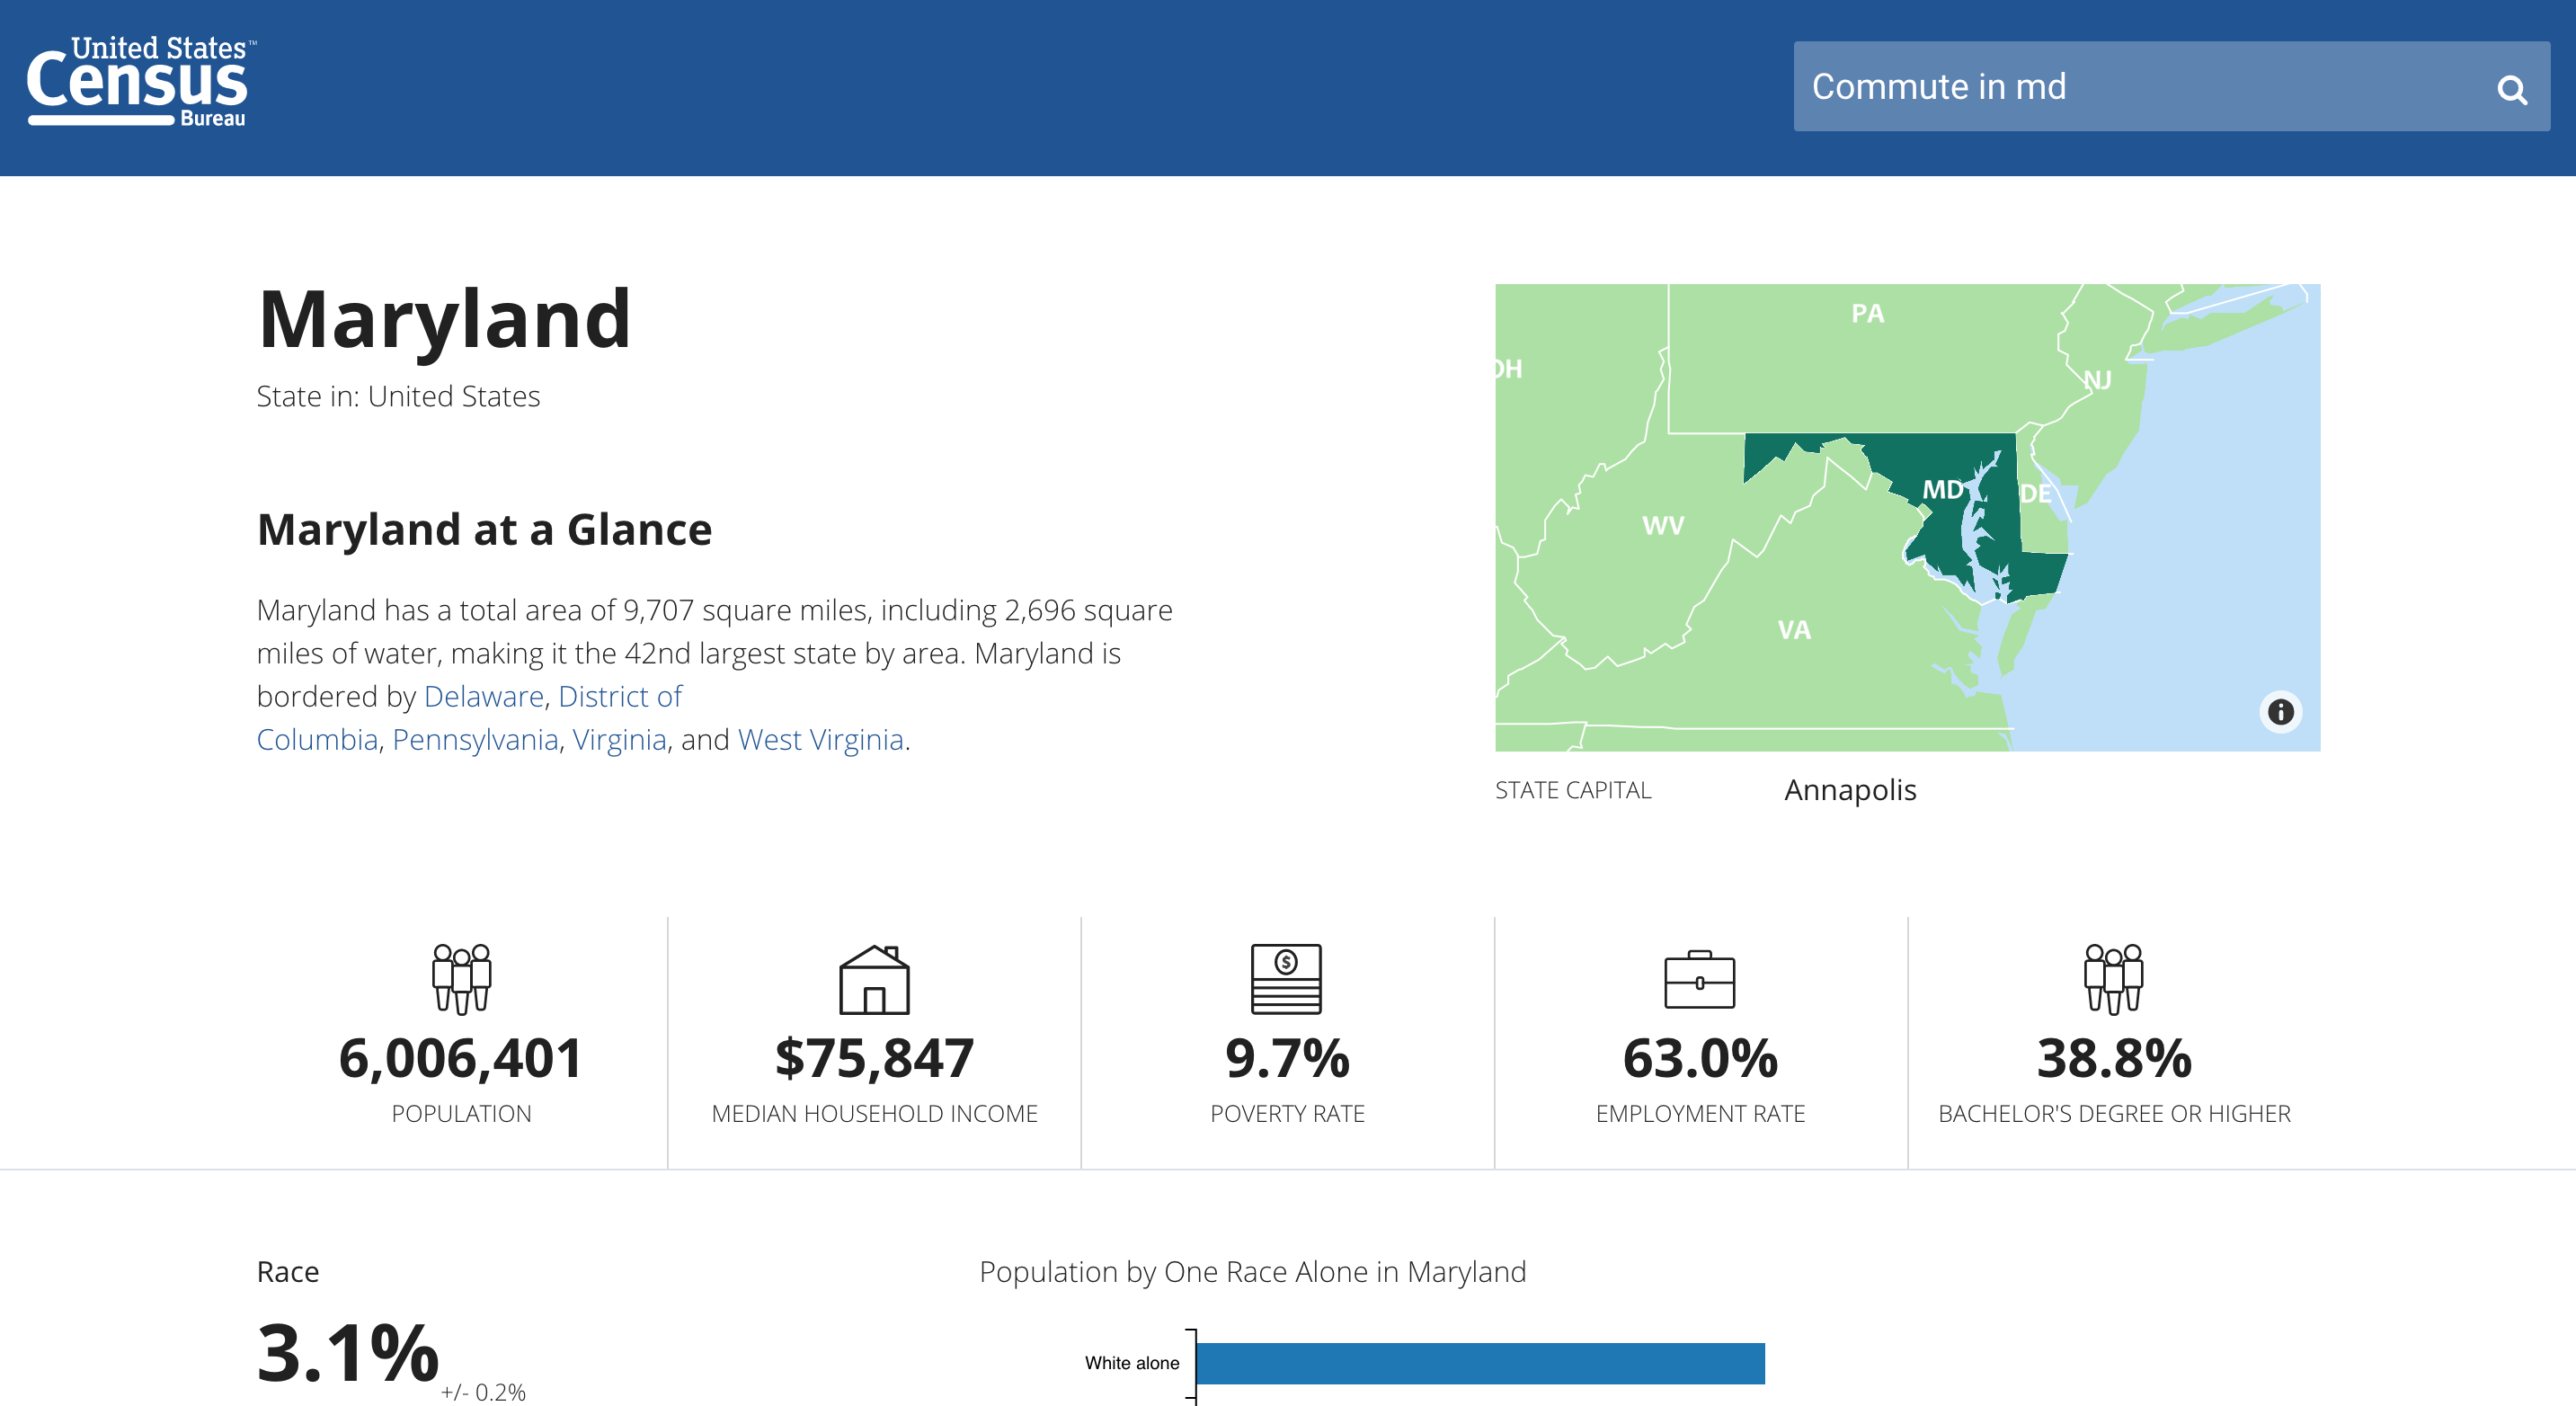 United States™
Census
Bureau
Commute in md
Maryland
State in: United States
Maryland at a Glance
Maryland has a total area of 9,707 square miles, including 2,696 square
miles of water, making it the 42nd largest state by area. Maryland is
bordered by Delaware, District of
Columbia, Pennsylvania, Virginia, and West Virginia.
PA
OH
NJ
MD
DE
WV
VA
STATE CAPITAL Annapolis
6,006,401
POPULATION
$75,847
MEDIAN HOUSEHOLD INCOME
9.7%
POVERTY RATE
63.0%
EMPLOYMENT RATE
38.8%
BACHELOR'S DEGREE OR HIGHER
Race
3.1%
+/- 0.2%
Population by One Race Alone in Maryland
White alone